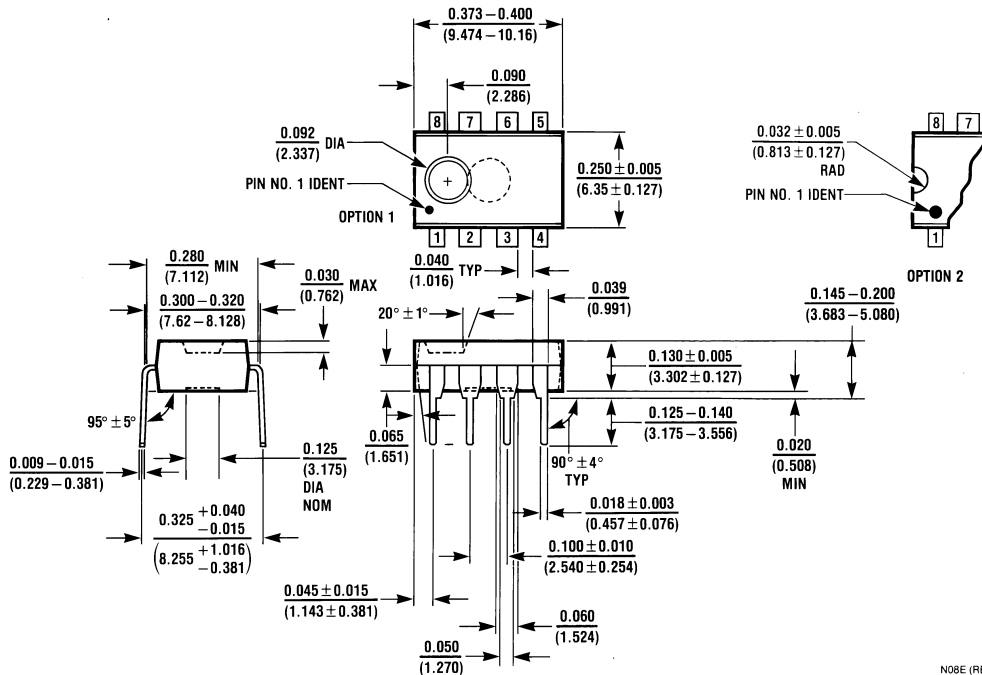 0.373 – 0.400
(9.474 – 10.16)
0.090
(2.286)
8 7 6 5
0.092 DIA
(2.337)
PIN NO. 1 IDENT
OPTION 1
0.250 ± 0.005
(6.35 ± 0.127)
1 2 3 4
0.032 ± 0.005
(0.813 ± 0.127)
RAD
8 7
PIN NO. 1 IDENT
1
OPTION 2
0.280 MIN
(7.112)
0.300 – 0.320
(7.62 – 8.128)
0.030 MAX
(0.762)
0.040 TYP
(1.016)
0.039
(0.991)
0.145 – 0.200
(3.683 – 5.080)
20° ± 1°
0.130 ± 0.005
(3.302 ± 0.127)
95° ± 5°
0.065
(1.651)
0.125 – 0.140
(3.175 – 3.556)
0.020
(0.508)
MIN
90° ± 4°
TYP
0.009 – 0.015
(0.229 – 0.381)
0.125
(3.175)
DIA
NOM
0.018 ± 0.003
(0.457 ± 0.076)
0.325 +0.040
–0.015
(8.255 +1.016
–0.381)
0.100 ± 0.010
(2.540 ± 0.254)
0.045 ± 0.015
(1.143 ± 0.381)
0.060
(1.524)
0.050
(1.270)
N08E